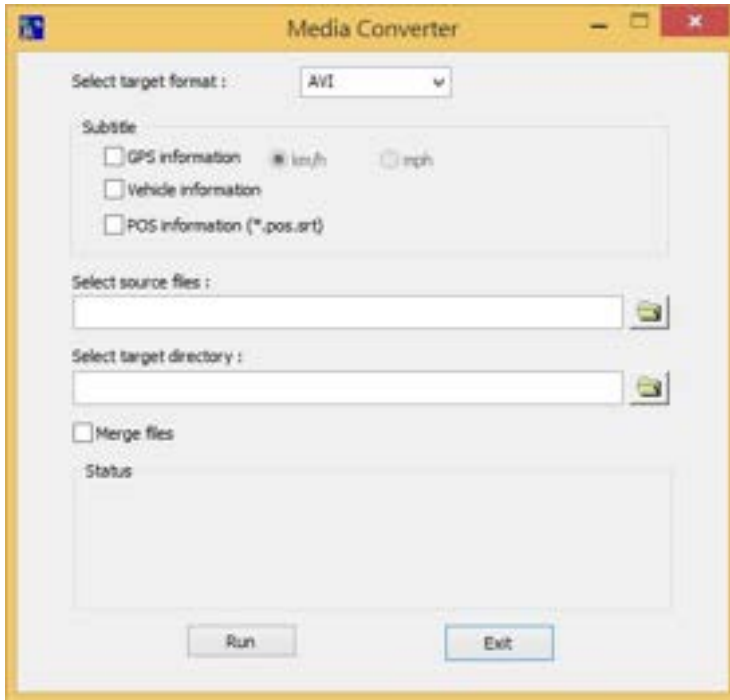 Media Converter
Select target format :
AVI
Subtitle
GPS information
km/h
mph
Vehicle information
POS information (*.pos.srt)
Select source files :
Select target directory :
Merge files
Status
Run
Exit